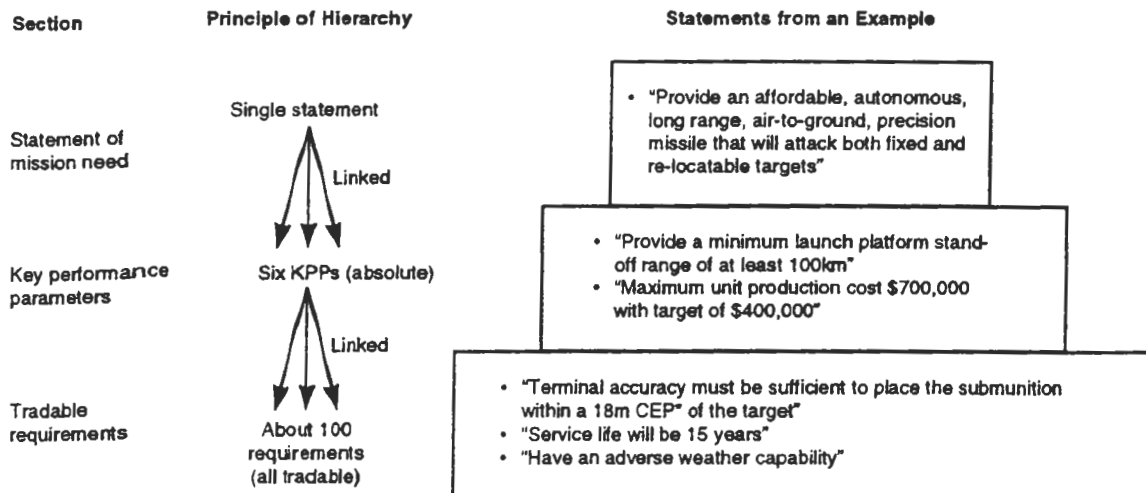 Section
Principle of Hierarchy
Statements from an Example
Statement of
mission need
Single statement
Linked
• "Provide an affordable, autonomous,
long range, air-to-ground, precision
missile that will attack both fixed and
re-locatable targets"
Key performance
parameters
Six KPPs (absolute)
Linked
• "Provide a minimum launch platform stand-
off range of at least 100km"
• "Maximum unit production cost $700,000
with target of $400,000"
Tradable
requirements
About 100
requirements
(all tradable)
• "Terminal accuracy must be sufficient to place the submunition
within a 18m CEP* of the target"
• "Service life will be 15 years"
• "Have an adverse weather capability"